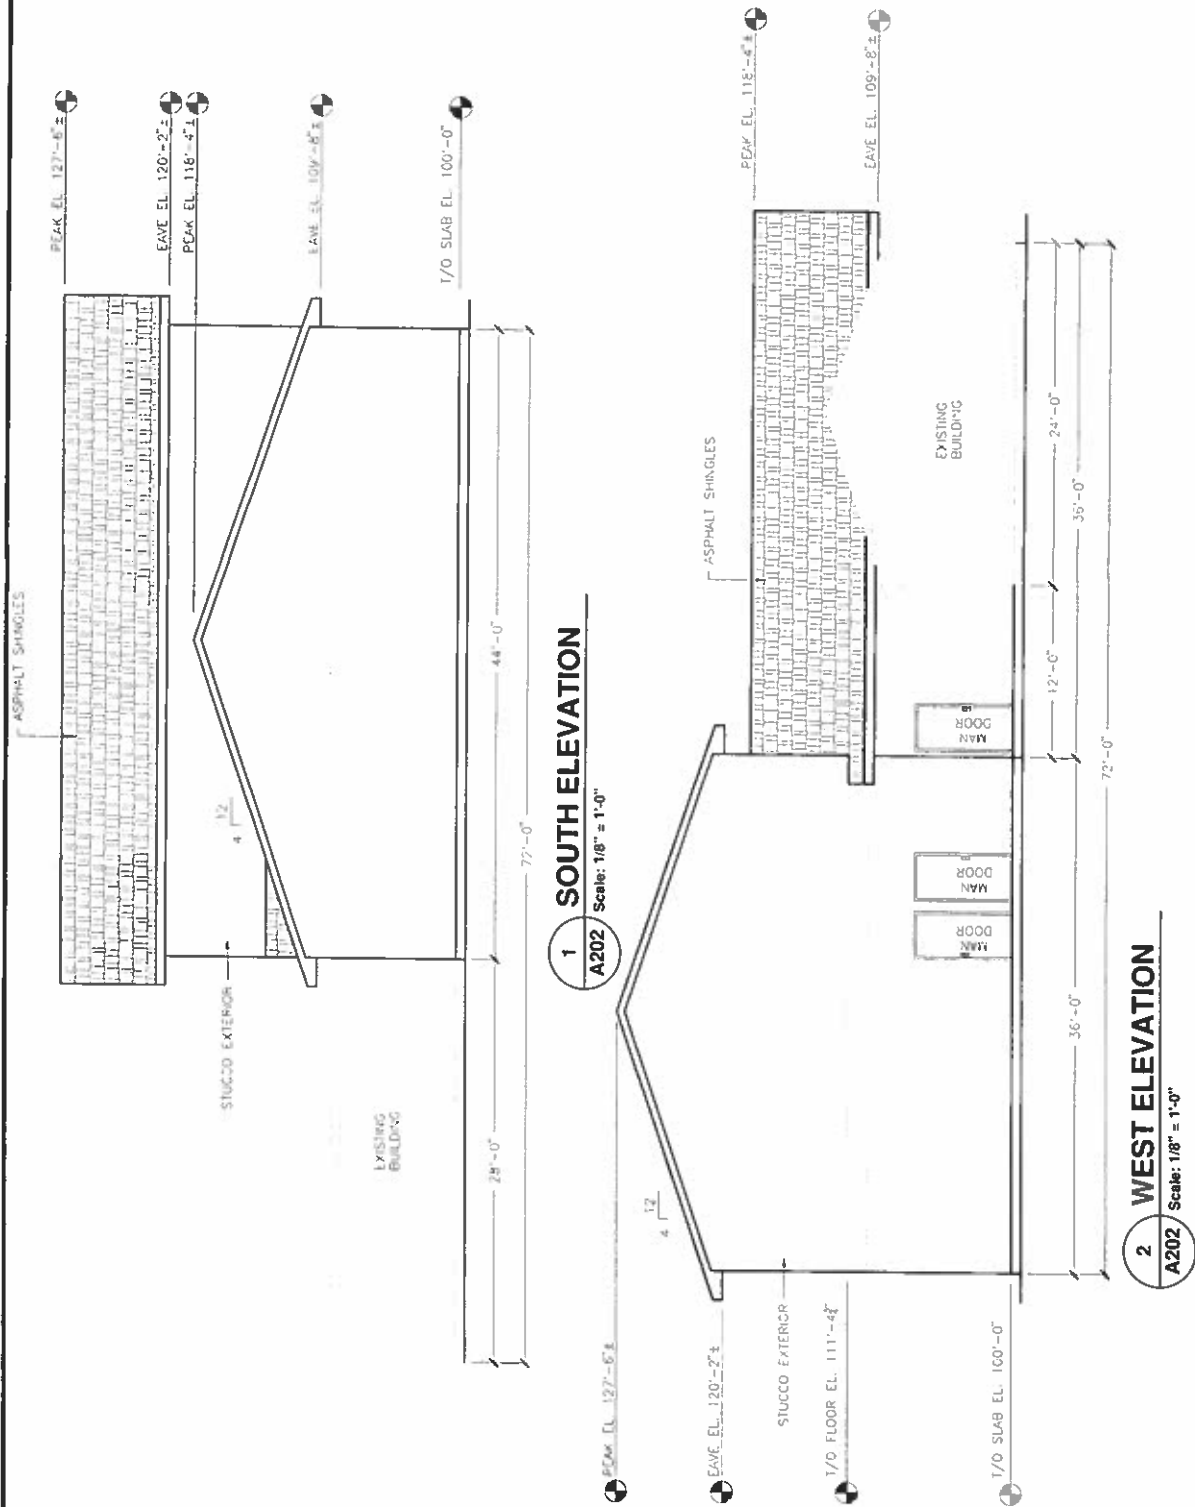 ASPHALT SHINGLES
PEAK EL. 127'-6"±
EAVE EL. 120'-2"±
PEAK EL. 118'-4"±
EAVE EL. 109'-8"±
T/O SLAB EL. 100'-0"
4
12
STUCCO EXTERIOR
EXISTING
BUILDING
28'-0"
44'-0"
72'-0"
1
A202
SOUTH ELEVATION
Scale: 1/8" = 1'-0"
PEAK EL. 127'-6"±
EAVE EL. 120'-2"±
STUCCO EXTERIOR
T/O FLOOR EL. 111'-4
T/O SLAB EL. 100'-0"
4
12
MAN
DOOR
MAN
DOOR
MAN
DOOR
ASPHALT SHINGLES
PEAK EL. 118'-4"±
EAVE EL. 109'-8"±
EXISTING
BUILDING
12'-0"
24'-0"
36'-0"
36'-0"
72'-0"
2
A202
WEST ELEVATION
Scale: 1/8" = 1'-0"